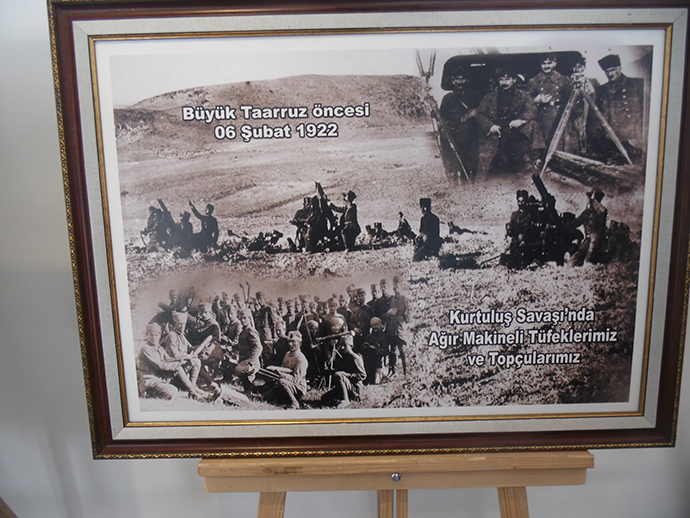 Büyük Taarruz öncesi
06 Şubat 1922
Kurtuluş Savaşı'nda
Ağır Makineli Tüfeklerimiz
ve Topçularımız